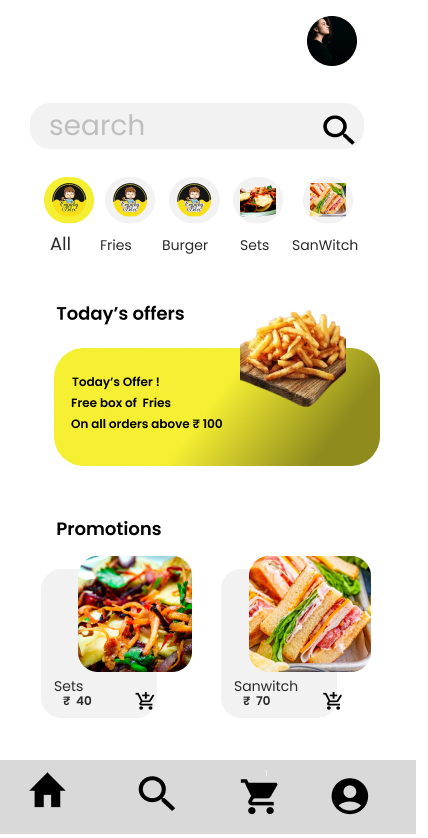 search
All Fries Burger Sets SanWitch
Today’s offers
Today’s Offer !
Free box of Fries
On all orders above ₹ 100
Promotions
Sets
₹ 40
Sanwitch
₹ 70
1